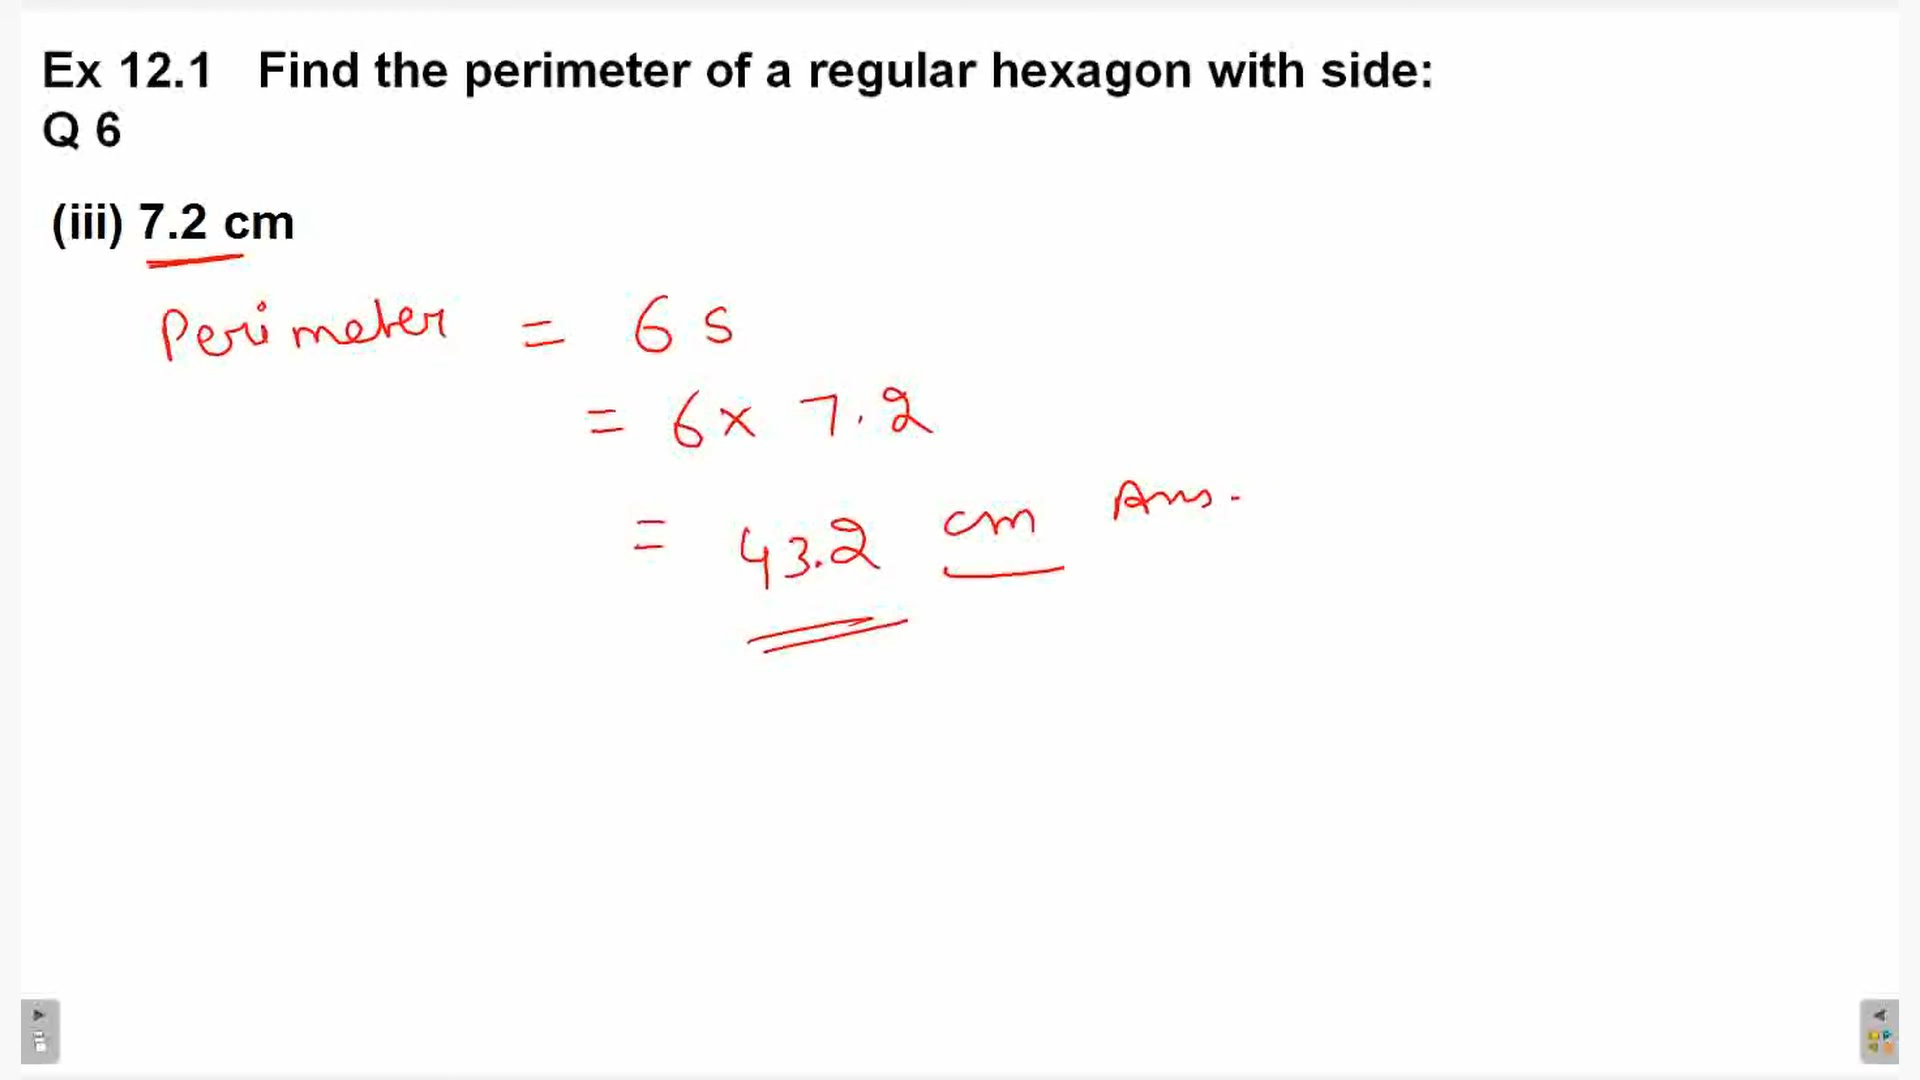 Ex 12.1 Find the perimeter of a regular hexagon with side:
Q 6
(iii) 7.2 cm
Perimeter = 6 s
= 6 x 7.2
= 43.2 cm Ans.